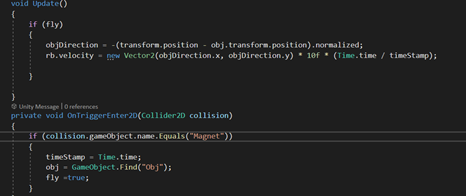 void Update()
{
if (fly)
{
objDirection = -(transform.position - obj.transform.position).normalized;
rb.velocity = new Vector2(objDirection.x, objDirection.y) * 10f * (Time.time / timeStamp);
}
}
Unity Message | 0 references
private void OnTriggerEnter2D(Collider2D collision)
{
if (collision.gameObject.name.Equals("Magnet"))
{
timeStamp = Time.time;
obj = GameObject.Find("Obj");
fly =true;
}